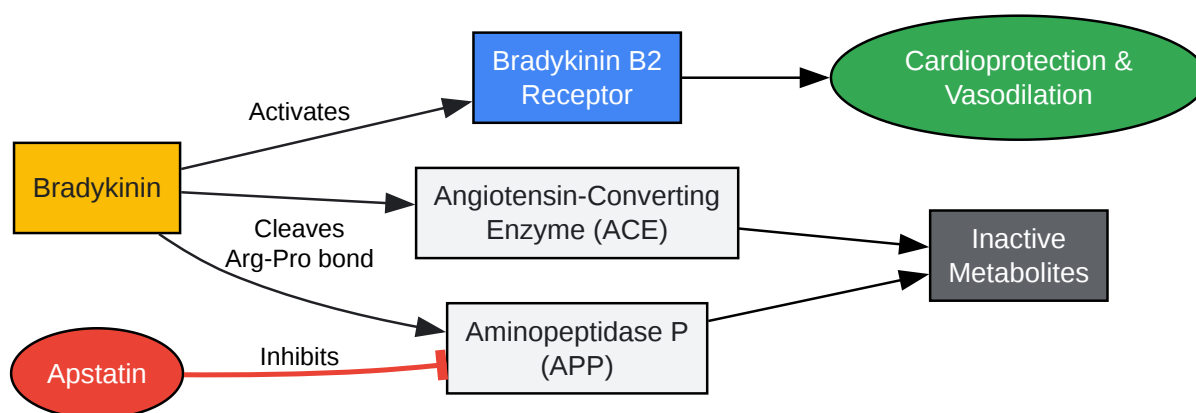 Bradykinin B2
Receptor
Cardioprotection &
Vasodilation
Activates
Bradykinin
Angiotensin-Converting
Enzyme (ACE)
Cleaves
Arg-Pro bond
Inactive
Metabolites
Aminopeptidase P
(APP)
Inhibits
Apstatin